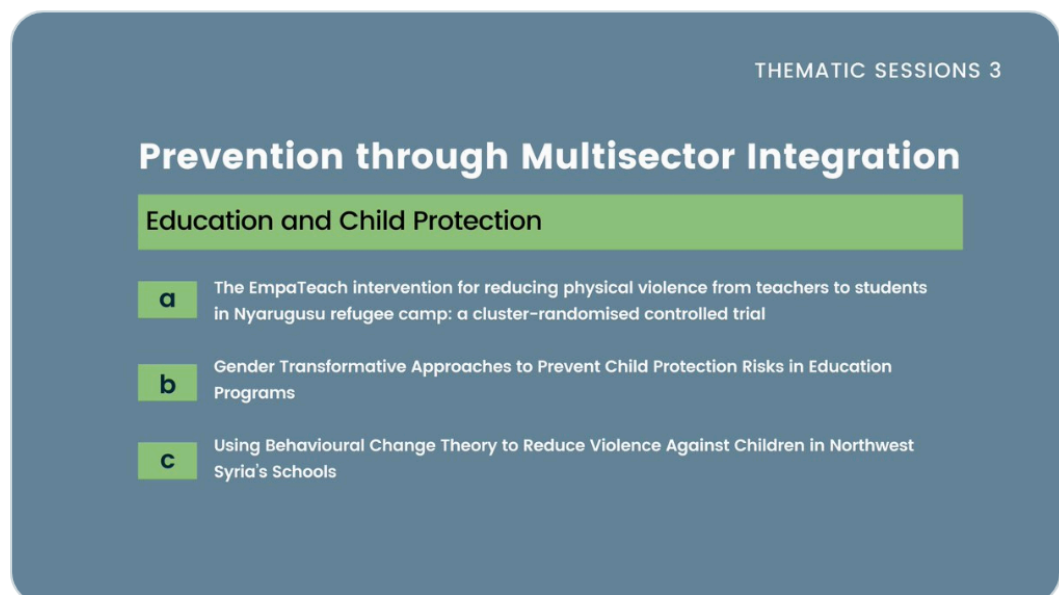 THEMATIC SESSIONS 3
Prevention through Multisector Integration
Education and Child Protection
a
The EmpaTeach intervention for reducing physical violence from teachers to students
in Nyarugusu refugee camp: a cluster-randomised controlled trial
b
Gender Transformative Approaches to Prevent Child Protection Risks in Education
Programs
c
Using Behavioural Change Theory to Reduce Violence Against Children in Northwest
Syria's Schools